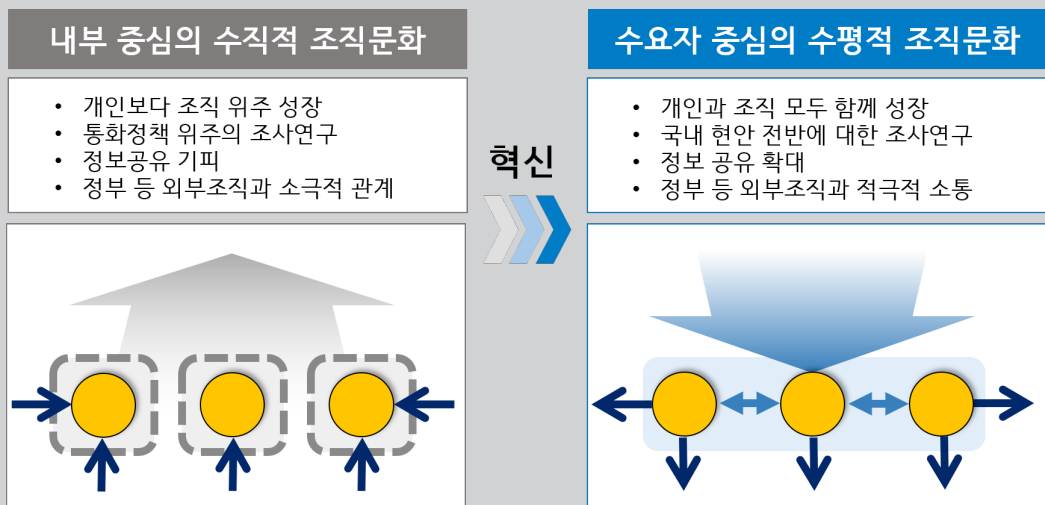 내부 중심의 수직적 조직문화
• 개인보다 조직 위주 성장
• 통화정책 위주의 조사연구
• 정보공유 기피
• 정부 등 외부조직과 소극적 관계
혁신
수요자 중심의 수평적 조직문화
• 개인과 조직 모두 함께 성장
• 국내 현안 전반에 대한 조사연구
• 정보 공유 확대
• 정부 등 외부조직과 적극적 소통